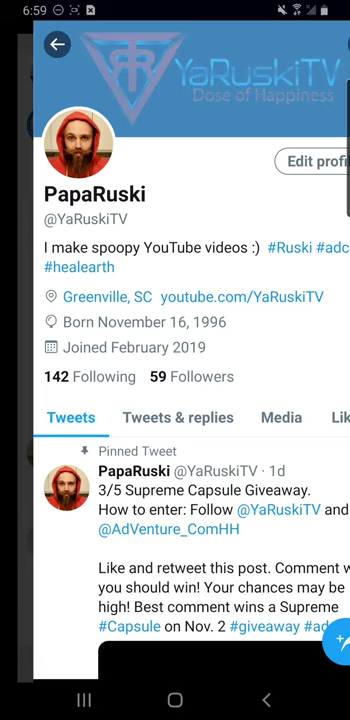 6:59
YaRuskiTV
Dose of Happiness
Edit profi
PapaRuski
@YaRuskiTV
I make spoopy YouTube videos :) #Ruski #adc
#healearth
Greenville, SC youtube.com/YaRuskiTV
Born November 16, 1996
Joined February 2019
142 Following 59 Followers
Tweets Tweets & replies Media Lik
Pinned Tweet
PapaRuski @YaRuskiTV · 1d
3/5 Supreme Capsule Giveaway.
How to enter: Follow @YaRuskiTV and
@AdVenture_ComHH
Like and retweet this post. Comment w
you should win! Your chances may be
high! Best comment wins a Supreme
#Capsule on Nov. 2 #giveaway #ad